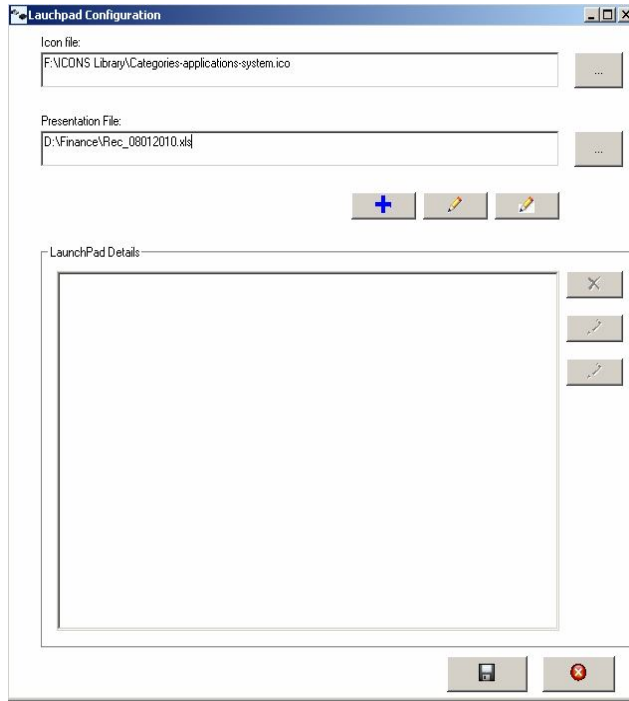 Lauchpad Configuration
Icon file:
F:\ICONS Library\Categories-applications-system.ico
...
Presentation File:
D:\Finance\Rec_08012010.xls
...
LaunchPad Details